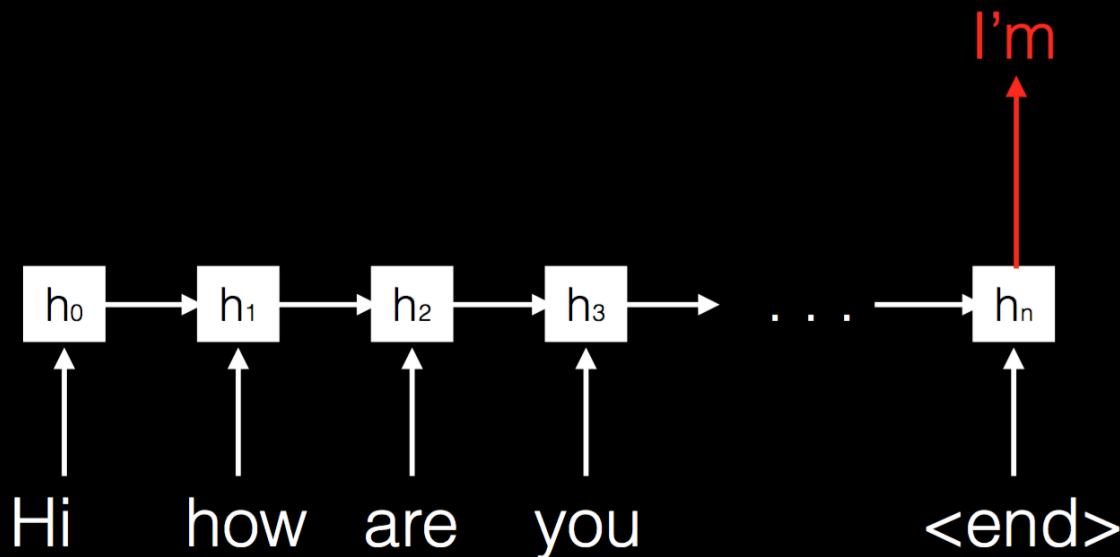 I'm
h₀ h₁ h₂ h₃ . . . hₙ
Hi how are you <end>